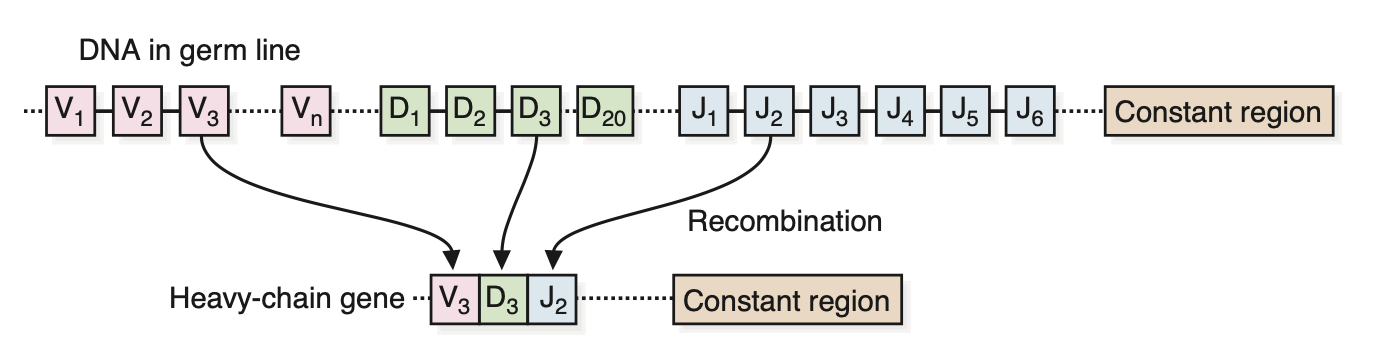 DNA in germ line
V₁ V₂ V₃ Vₙ D₁ D₂ D₃ D₂₀ J₁ J₂ J₃ J₄ J₅ J₆ Constant region
Recombination
Heavy-chain gene V₃ D₃ J₂ Constant region